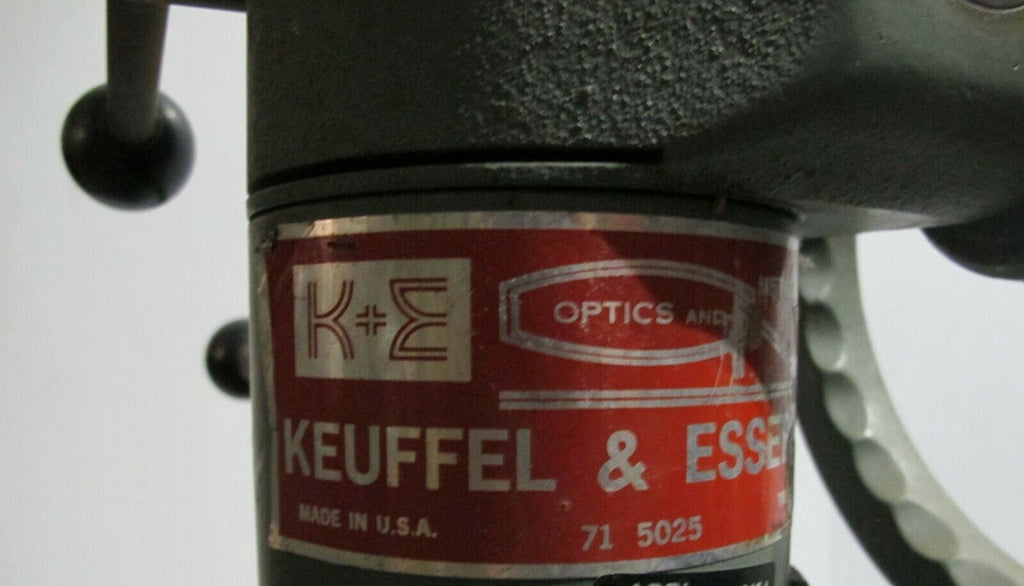 K+E
OPTICS AND
KEUFFEL & ESSE
MADE IN U.S.A.
71 5025